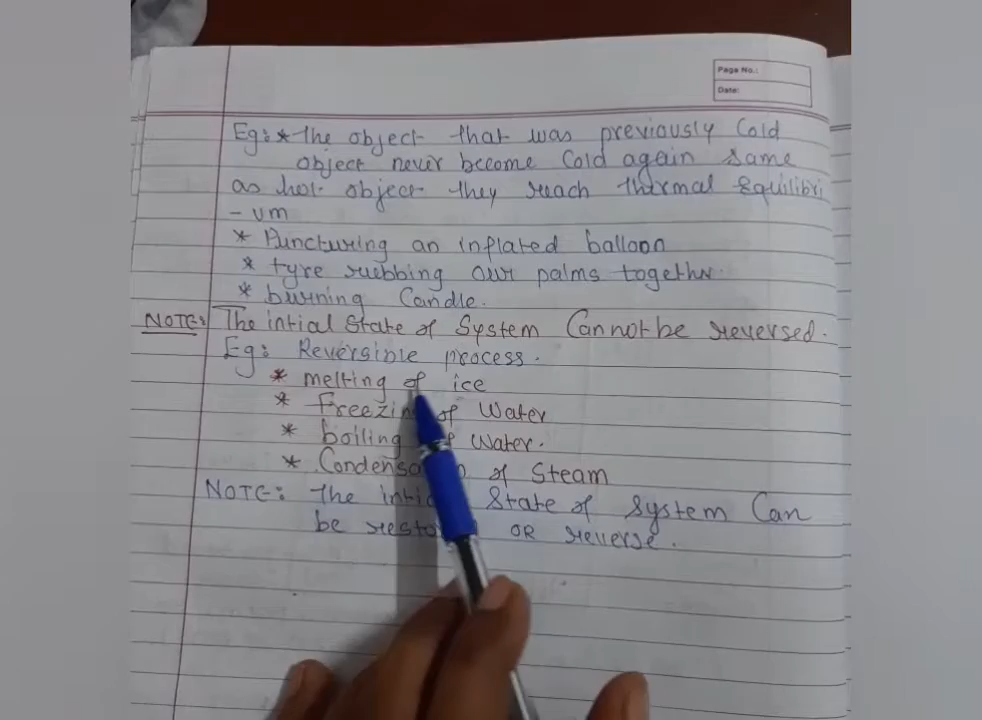 Page No.:
Date:
Eg: * The object that was previously Cold
object never become Cold again same
as hot object they reach thermal Equilibri
- um
* Puncturing an inflated balloon
* tyre rubbing our palms together.
* burning Candle.
NOTE: The intial State of System Cannot be reversed.
Eg: Reversible process.
* melting of ice
* Freezing of Water
* boiling of Water.
* Condensation of Steam
NOTE: The intial State of System Can
be OR reverse.